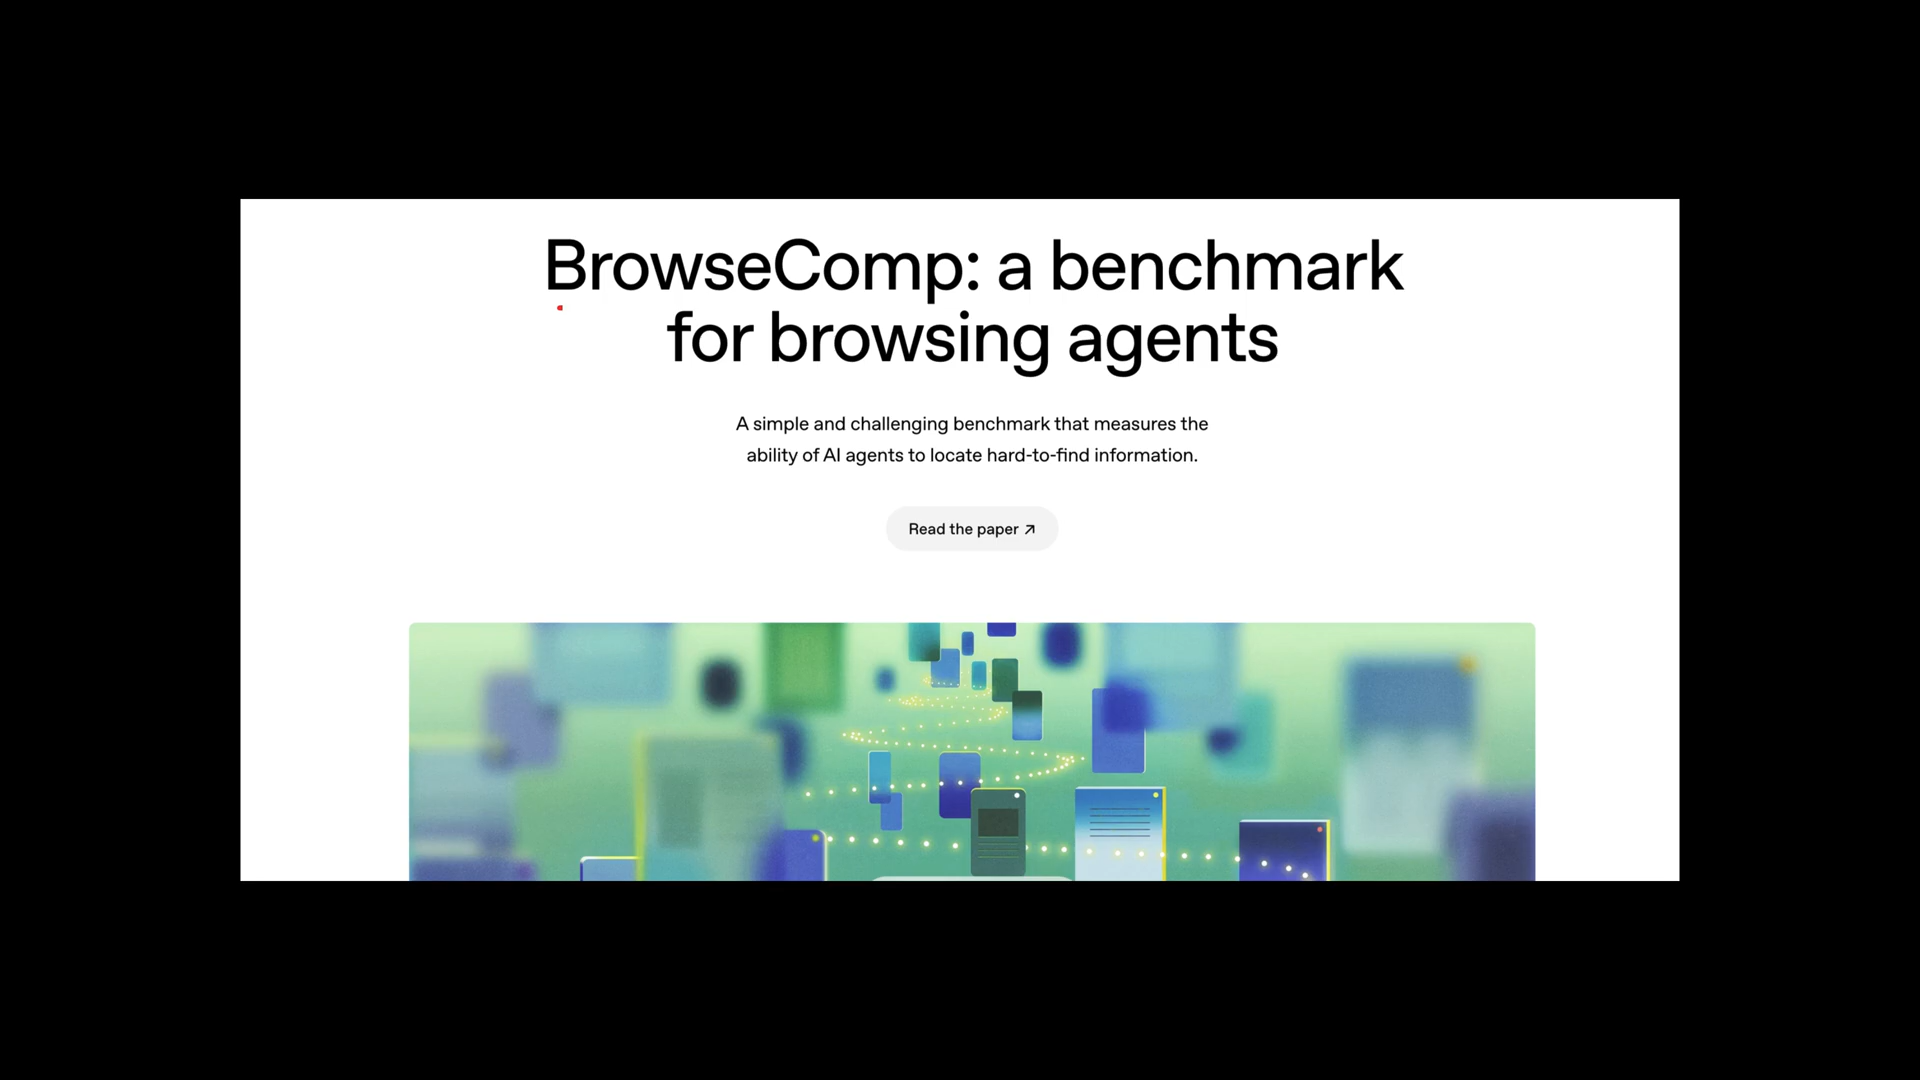 BrowseComp: a benchmark
for browsing agents
A simple and challenging benchmark that measures the
ability of AI agents to locate hard-to-find information.
Read the paper ↗